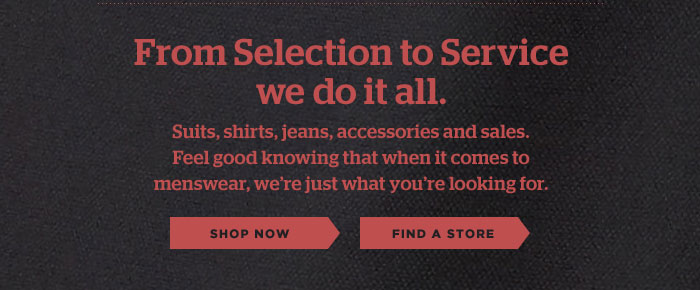 From Selection to Service
we do it all.
Suits, shirts, jeans, accessories and sales.
Feel good knowing that when it comes to
menswear, we're just what you're looking for.
SHOP NOW
FIND A STORE